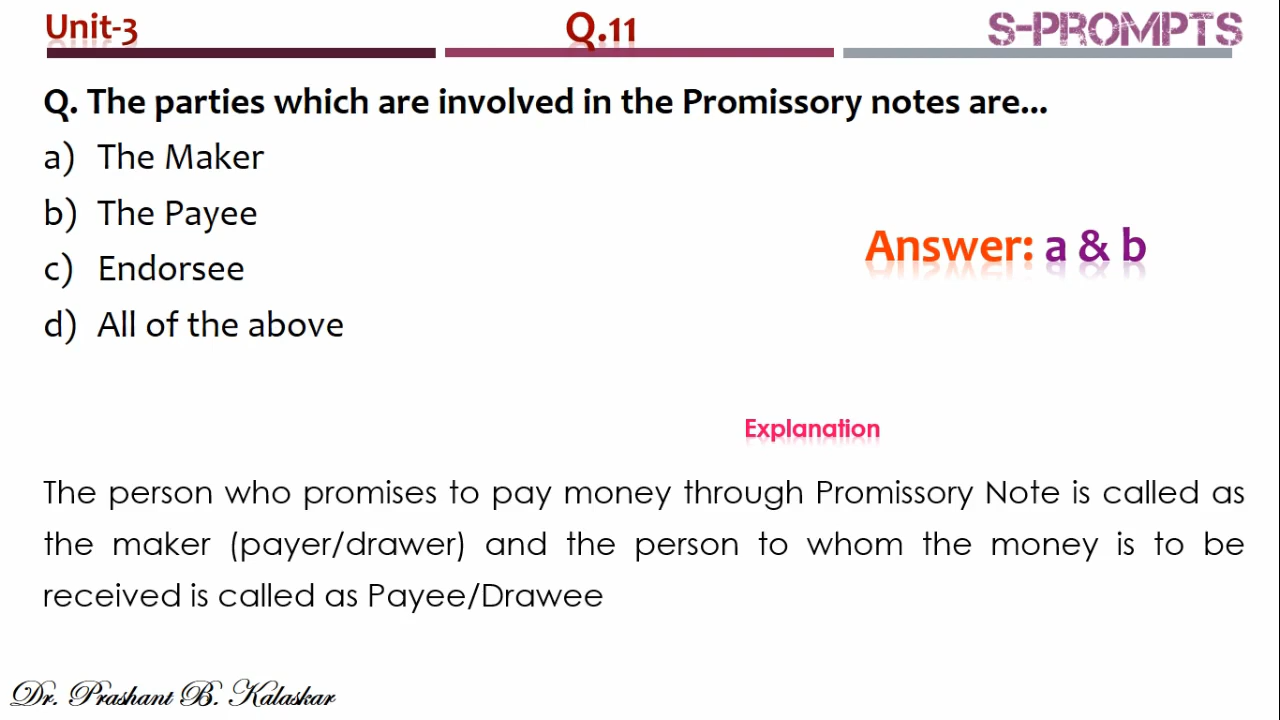 Unit-3 Q.11 S-PROMPTS
Q. The parties which are involved in the Promissory notes are...
a) The Maker
b) The Payee
c) Endorsee
d) All of the above
Answer: a & b
Explanation
The person who promises to pay money through Promissory Note is called as
the maker (payer/drawer) and the person to whom the money is to be
received is called as Payee/Drawee
Dr. Prashant B. Kalaskar